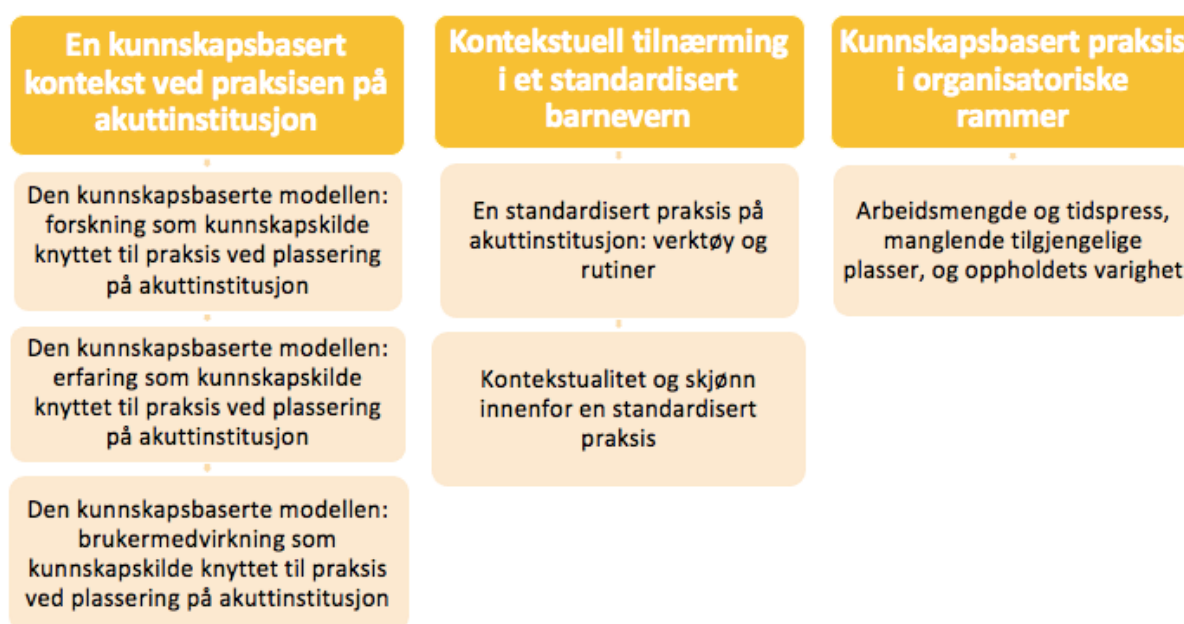 En kunnskapsbasert
kontekst ved praksisen på
akuttinstitusjon
Den kunnskapsbaserte modellen:
forskning som kunnskapskilde
knyttet til praksis ved plassering
på akuttinstitusjon
Den kunnskapsbaserte modellen:
erfaring som kunnskapskilde
knyttet til praksis ved plassering
på akuttinstitusjon
Den kunnskapsbaserte modellen:
brukermedvirkning som
kunnskapskilde knyttet til praksis
ved plassering på akuttinstitusjon
Kontekstuell tilnærming
i et standardisert
barnevern
En standardisert praksis på
akuttinstitusjon: verktøy og
rutiner
Kontekstualitet og skjønn
innenfor en standardisert
praksis
Kunnskapsbasert praksis
i organisatoriske
rammer
Arbeidsmengde og tidspress,
manglende tilgjengelige
plasser, og oppholdets varighet